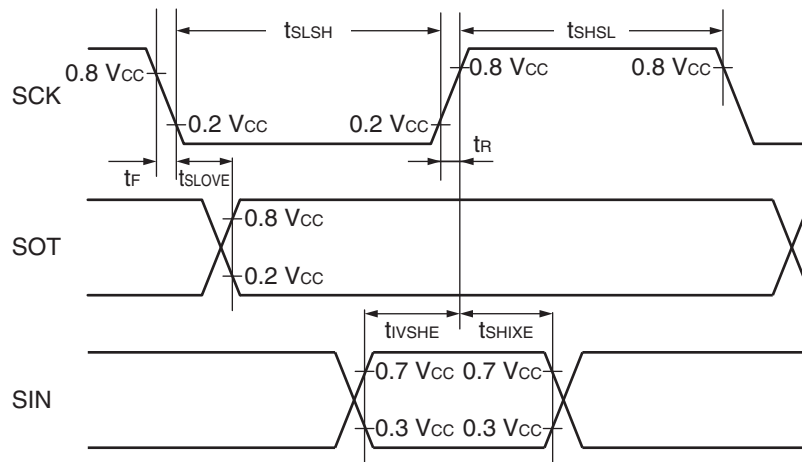 tSLSH tSHSL
SCK 0.8 VCC 0.8 VCC 0.8 VCC
0.2 VCC 0.2 VCC
tF tSLOVE tR
SOT 0.8 VCC
0.2 VCC
tIVSHE tSHIXE
SIN 0.7 VCC 0.7 VCC
0.3 VCC 0.3 VCC